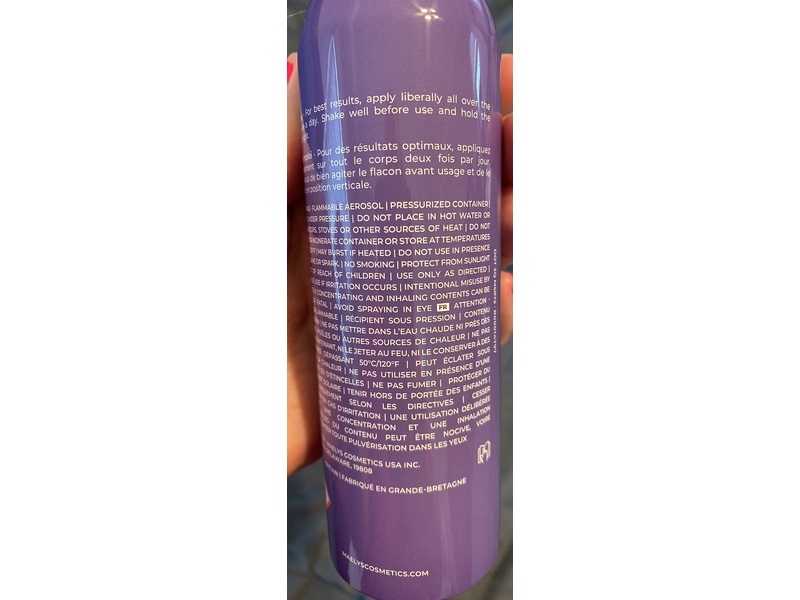 For best results, apply liberally all over the
a day. Shake well before use and hold the
- Pour des résultats optimaux, appliquez
sur tout le corps deux fois par jour.
de bien agiter le flacon avant usage et de le
position verticale.
FLAMMABLE AEROSOL | PRESSURIZED CONTAINER |
PRESSURE | DO NOT PLACE IN HOT WATER OR
STOVES OR OTHER SOURCES OF HEAT | DO NOT
CONTAINER OR STORE AT TEMPERATURES
| MAY BURST IF HEATED | DO NOT USE IN PRESENCE
OR SPARK. | NO SMOKING | PROTECT FROM SUNLIGHT
OF REACH OF CHILDREN | USE ONLY AS DIRECTED |
IF IRRITATION OCCURS | INTENTIONAL MISUSE BY
CONCENTRATING AND INHALING CONTENTS CAN BE
FATAL | AVOID SPRAYING IN EYE FR ATTENTION -
| RÉCIPIENT SOUS PRESSION | CONTENU
| NE PAS METTRE DANS L'EAU CHAUDE NI PRÈS DES
OU AUTRES SOURCES DE CHALEUR | NE PAS
NI LE JETER AU FEU, NI LE CONSERVER À DES
DÉPASSANT 50°C/120°F | PEUT ÉCLATER SOUS
CHALEUR | NE PAS UTILISER EN PRÉSENCE D'UNE
D'ÉTINCELLES | NE PAS FUMER | PROTÉGER DU
SOLAIRE | TENIR HORS DE PORTÉE DES ENFANTS |
SELON LES DIRECTIVES | CESSER
CAS D'IRRITATION | UNE UTILISATION DÉLIBÉRÉE
UNE CONCENTRATION ET UNE INHALATION
DU CONTENU PEUT ÊTRE NOCIVE, VOIRE
TOUTE PULVÉRISATION DANS LES YEUX
MAELYS COSMETICS USA INC.
DELAWARE, 19808
| FABRIQUÉ EN GRANDE-BRETAGNE
MAELYSCOSMETICS.COM